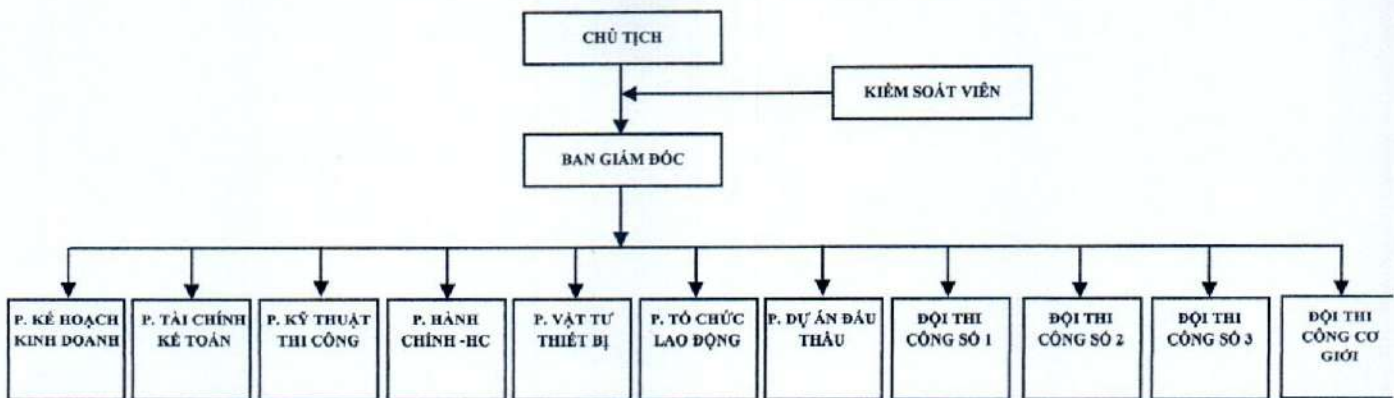 CHỦ TỊCH
KIỂM SOÁT VIÊN
BAN GIÁM ĐỐC
P. KẾ HOẠCH
KINH DOANH
P. TÀI CHÍNH
KẾ TOÁN
P. KỸ THUẬT
THI CÔNG
P. HÀNH
CHÍNH -HC
P. VẬT TƯ
THIẾT BỊ
P. TỔ CHỨC
LAO ĐỘNG
P. DỰ ÁN ĐẤU
THẦU
ĐỘI THI
CÔNG SỐ 1
ĐỘI THI
CÔNG SỐ 2
ĐỘI THI
CÔNG SỐ 3
ĐỘI THI
CÔNG CƠ
GIỚI